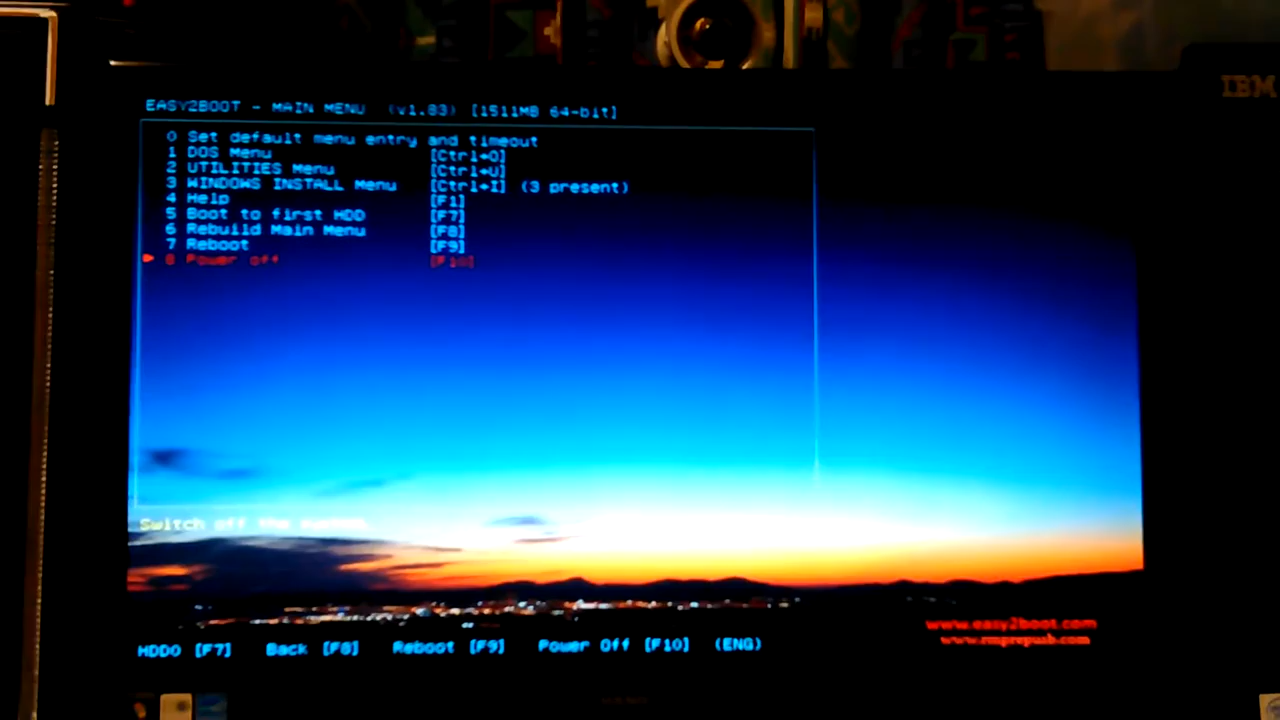 IBM
EASY2BOOT - MAIN MENU (v1.83) [1511MB 64-bit]
0 Set default menu entry and timeout
1 DOS Menu [Ctrl+O]
2 UTILITIES Menu [Ctrl+U]
3 WINDOWS INSTALL Menu [Ctrl+I] (3 present)
4 Help [F1]
5 Boot to first HDD [F7]
6 Rebuild Main Menu [F8]
7 Reboot [F9]
8 Power off [F10]
Switch off the system.
www.easy2boot.com
www.rmprepusb.com
HDD0 [F7] Back [F8] Reboot [F9] Power Off [F10] (ENG)